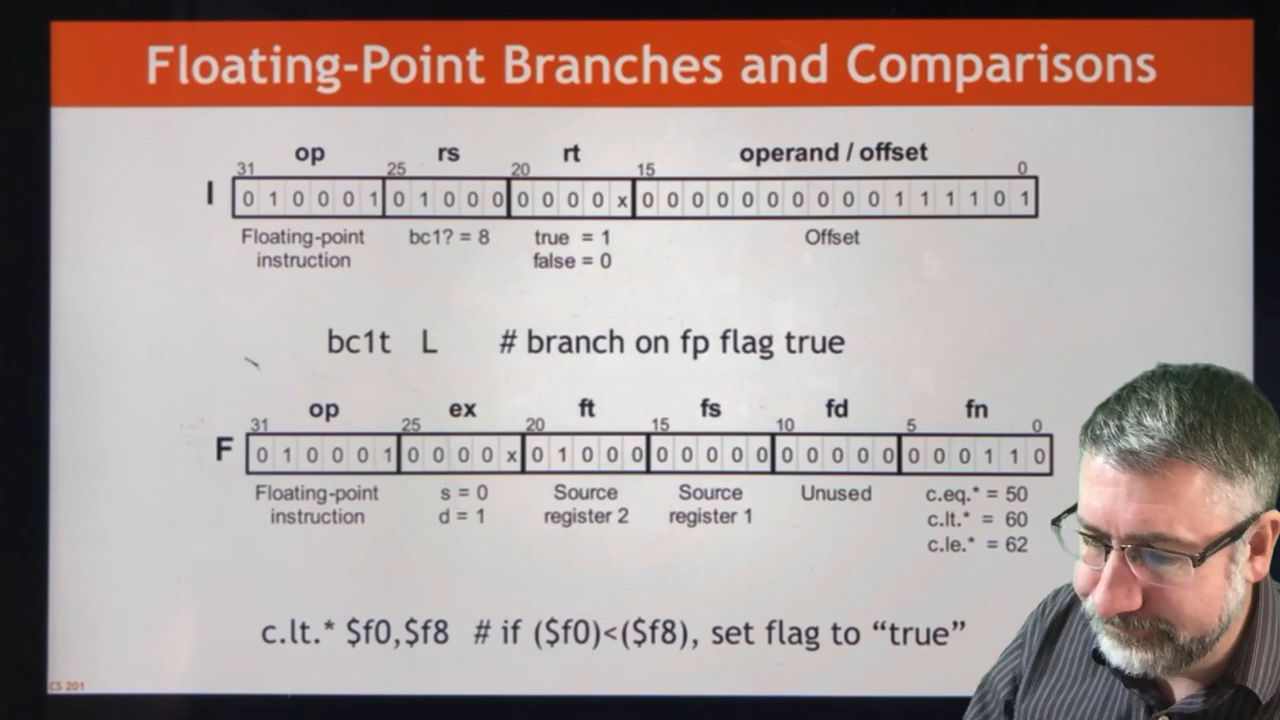 Floating-Point Branches and Comparisons
op rs rt operand / offset
31 25 20 15 0
I 0 1 0 0 0 1 0 1 0 0 0 0 0 0 0 x 0 0 0 0 0 0 0 0 0 0 1 1 1 1 0 1
Floating-point bc1? = 8 true = 1 Offset
instruction false = 0
bc1t L # branch on fp flag true
op ex ft fs fd fn
31 25 20 15 10 5 0
F 0 1 0 0 0 1 0 0 0 0 x 0 1 0 0 0 0 0 0 0 0 0 0 0 0 0 0 0 0 1 1 0
Floating-point s = 0 Source Source Unused c.eq.* = 50
instruction d = 1 register 2 register 1 c.lt.* = 60
c.le.* = 62
c.lt.* $f0,$f8 # if ($f0)<($f8), set flag to “true”
CS 201